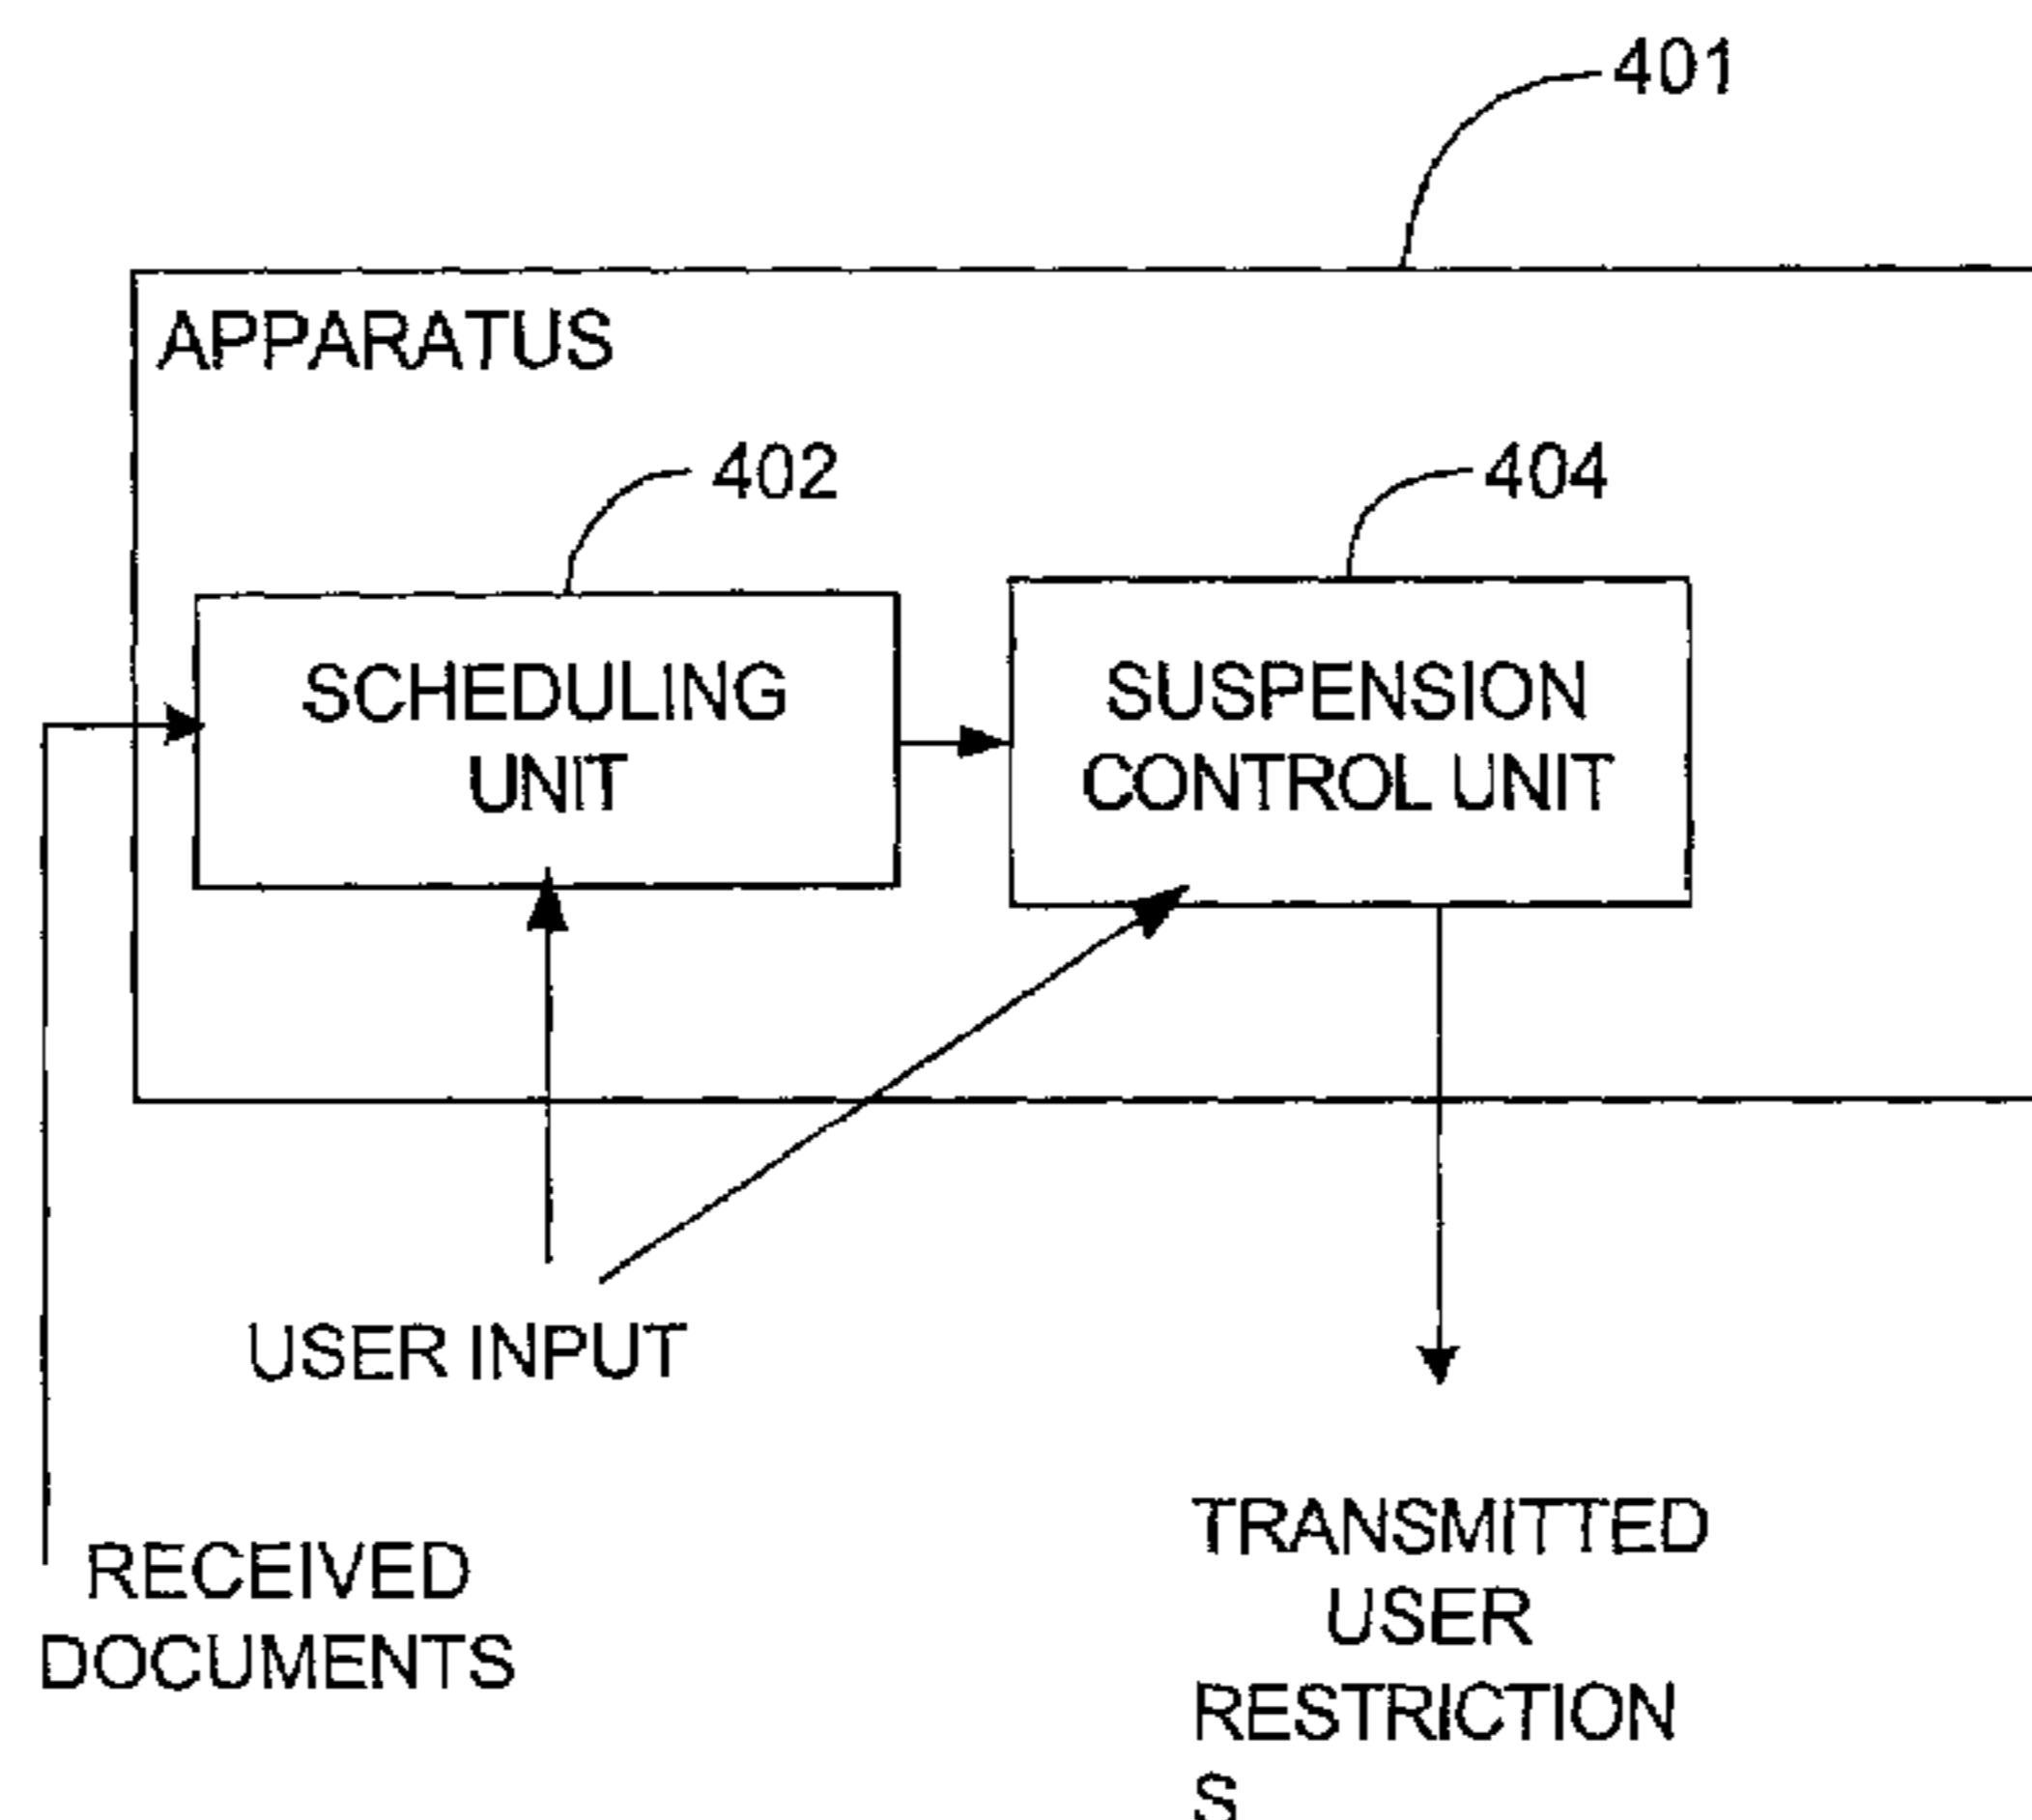 401
APPARATUS
402
404
SCHEDULING
UNIT
SUSPENSION
CONTROL UNIT
USER INPUT
RECEIVED
DOCUMENTS
TRANSMITTED
USER
RESTRICTION
S